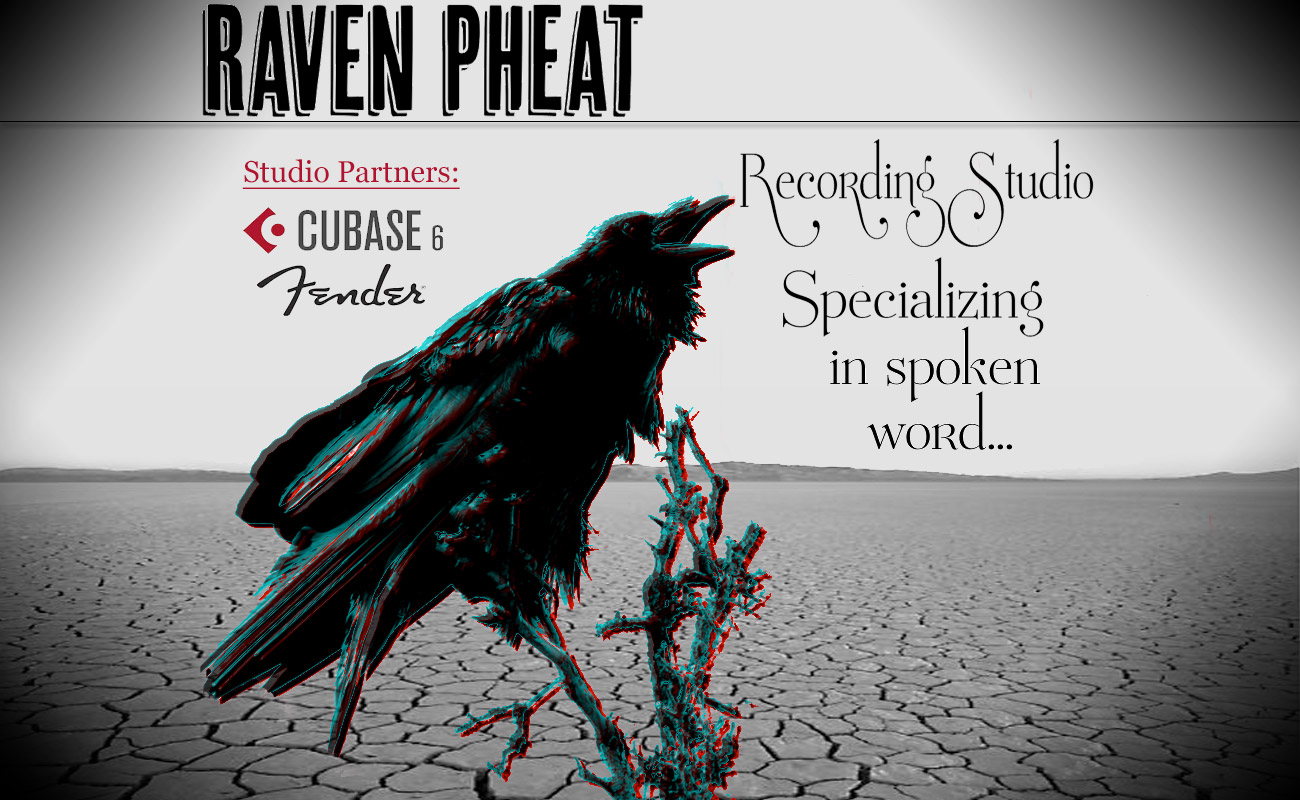 RAVEN PHEAT
Studio Partners:
CUBASE 6
Fender
Recording Studio
Specializing
in spoken
word...